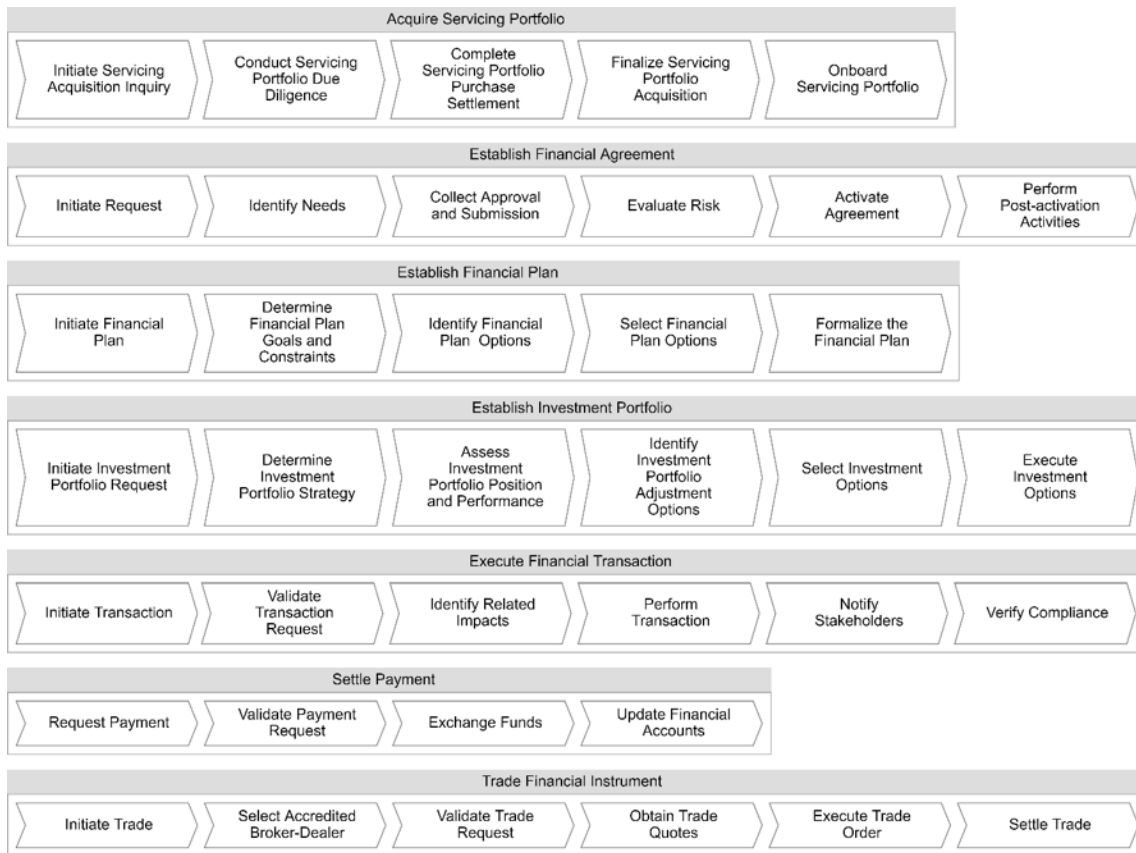 Acquire Servicing Portfolio
Initiate Servicing
Acquisition Inquiry
Conduct Servicing
Portfolio Due
Diligence
Complete
Servicing Portfolio
Purchase
Settlement
Finalize Servicing
Portfolio
Acquisition
Onboard
Servicing Portfolio
Establish Financial Agreement
Initiate Request
Identify Needs
Collect Approval
and Submission
Evaluate Risk
Activate
Agreement
Perform
Post-activation
Activities
Establish Financial Plan
Initiate Financial
Plan
Determine
Financial Plan
Goals and
Constraints
Identify Financial
Plan Options
Select Financial
Plan Options
Formalize the
Financial Plan
Establish Investment Portfolio
Initiate Investment
Portfolio Request
Determine
Investment
Portfolio Strategy
Assess
Investment
Portfolio Position
and Performance
Identify
Investment
Portfolio
Adjustment
Options
Select Investment
Options
Execute
Investment
Options
Execute Financial Transaction
Initiate Transaction
Validate
Transaction
Request
Identify Related
Impacts
Perform
Transaction
Notify
Stakeholders
Verify Compliance
Settle Payment
Request Payment
Validate Payment
Request
Exchange Funds
Update Financial
Accounts
Trade Financial Instrument
Initiate Trade
Select Accredited
Broker-Dealer
Validate Trade
Request
Obtain Trade
Quotes
Execute Trade
Order
Settle Trade